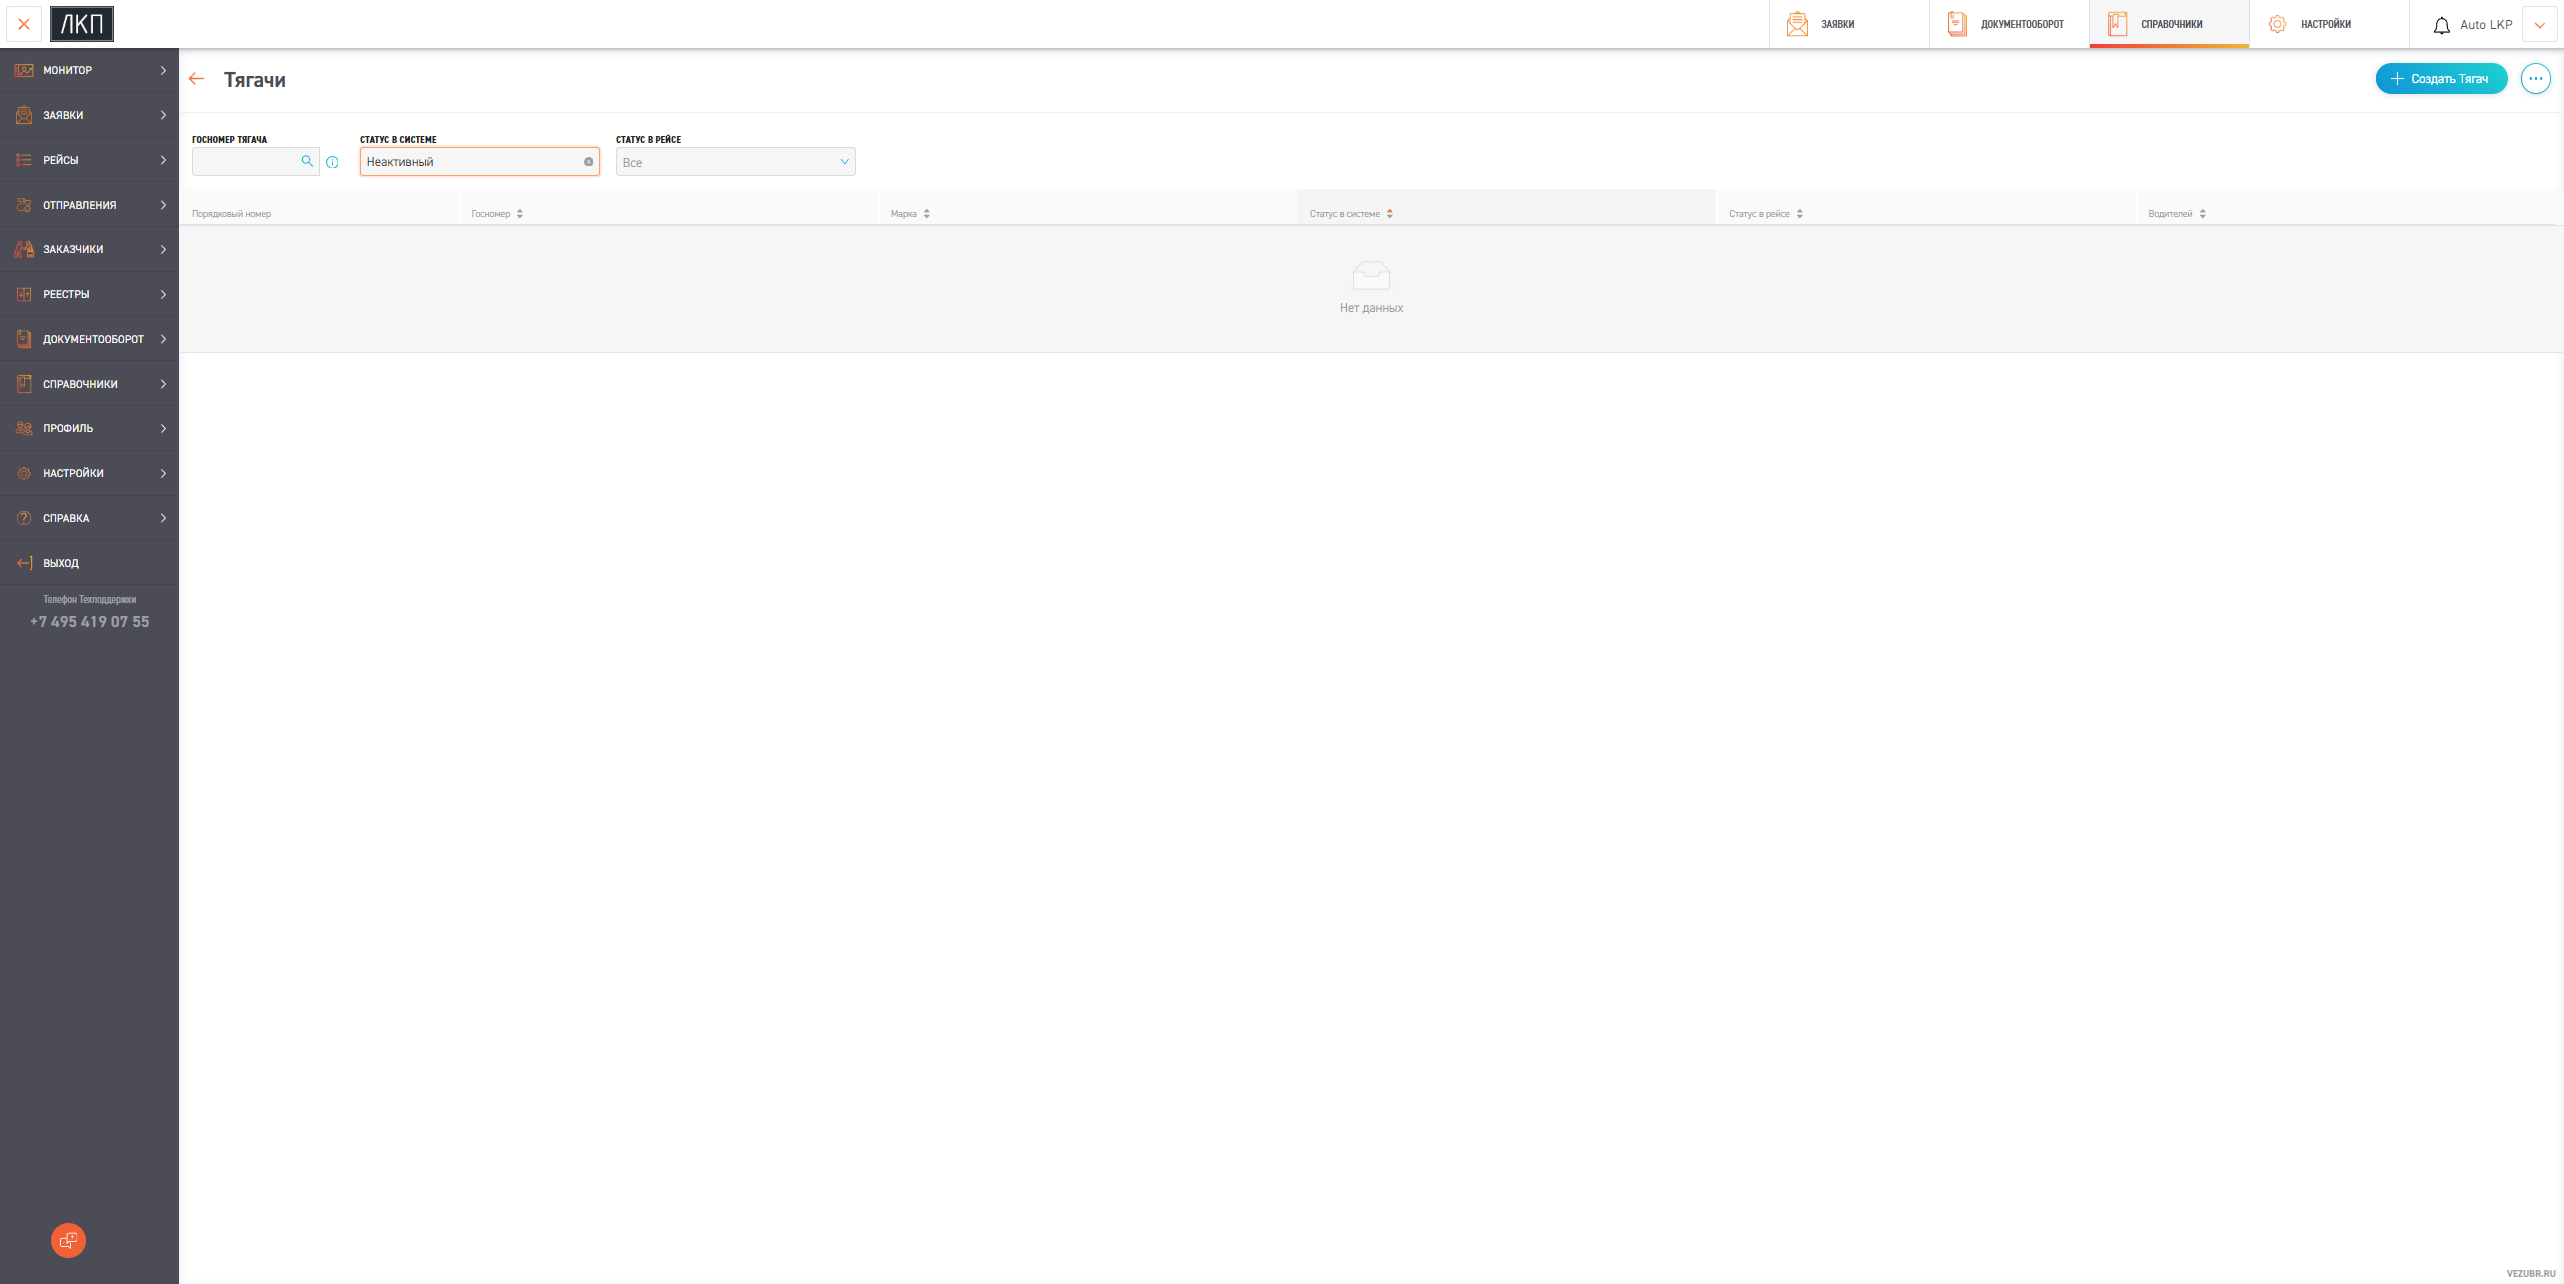 ЛКП
ЗАЯВКИ
ДОКУМЕНТООБОРОТ
СПРАВОЧНИКИ
НАСТРОЙКИ
Auto LKP
МОНИТОР
ЗАЯВКИ
РЕЙСЫ
ОТПРАВЛЕНИЯ
ЗАКАЗЧИКИ
РЕЕСТРЫ
ДОКУМЕНТООБОРОТ
СПРАВОЧНИКИ
ПРОФИЛЬ
НАСТРОЙКИ
СПРАВКА
ВЫХОД
Телефон Техподдержки
+7 495 419 07 55
Тягачи
Создать Тягач
ГОСНОМЕР ТЯГАЧА
СТАТУС В СИСТЕМЕ
СТАТУС В РЕЙСЕ
Неактивный
Все
Порядковый номер
Госномер
Марка
Статус в системе
Статус в рейсе
Водителей
Нет данных
VEZUBR.RU